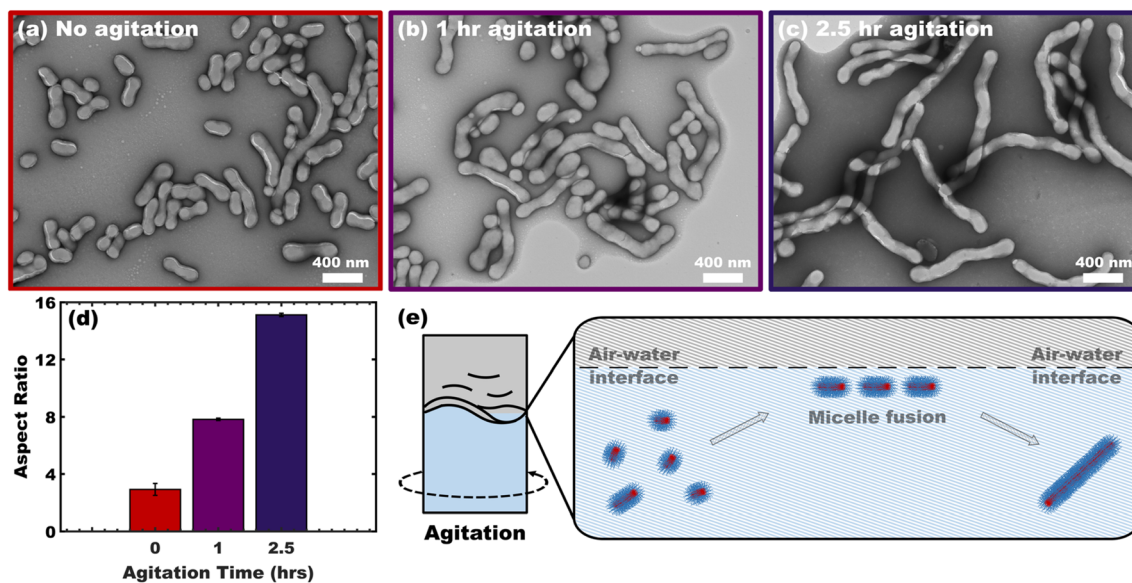 (a) No agitation
400 nm
(b) 1 hr agitation
400 nm
(c) 2.5 hr agitation
400 nm
(d)
16
12
8
4
0
Aspect Ratio
0
1
2.5
Agitation Time (hrs)
(e)
Agitation
Air-water
interface
Micelle fusion
Air-water
interface